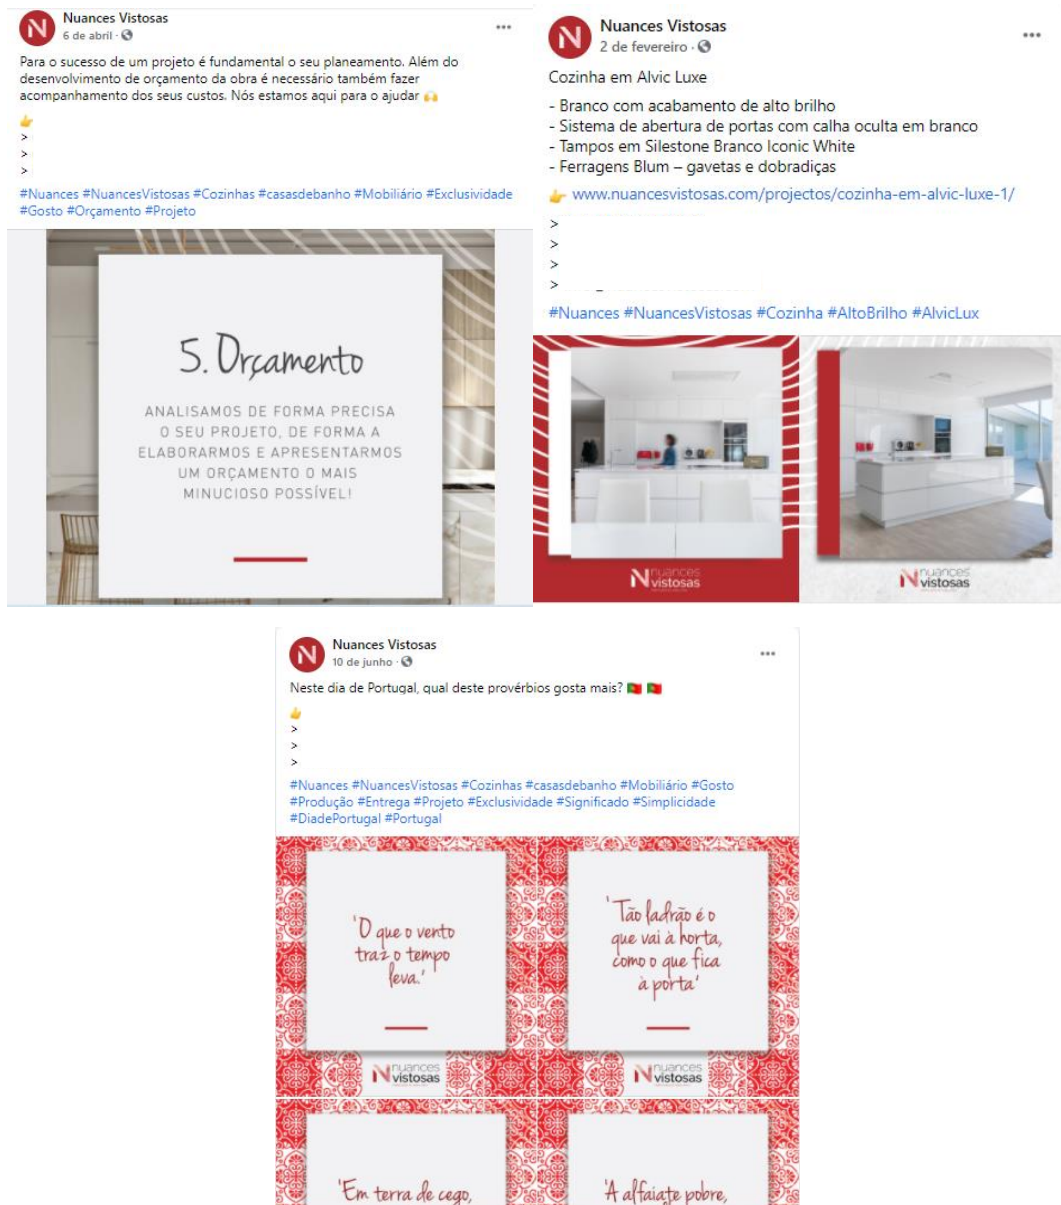 Nuances Vistosas
6 de abril ·
Para o sucesso de um projeto é fundamental o seu planeamento. Além do
desenvolvimento de orçamento da obra é necessário também fazer
acompanhamento dos seus custos. Nós estamos aqui para o ajudar 🙌
👉
>
>
>
#Nuances #NuancesVistosas #Cozinhas #casasdebanho #Mobiliário #Exclusividade
#Gosto #Orçamento #Projeto
5. Orçamento
ANALISAMOS DE FORMA PRECISA
O SEU PROJETO, DE FORMA A
ELABORARMOS E APRESENTARMOS
UM ORÇAMENTO O MAIS
MINUCIOSO POSSÍVEL!
Nuances Vistosas
2 de fevereiro ·
Cozinha em Alvic Luxe
- Branco com acabamento de alto brilho
- Sistema de abertura de portas com calha oculta em branco
- Tampos em Silestone Branco Iconic White
- Ferragens Blum – gavetas e dobradiças
👉 www.nuancesvistosas.com/projectos/cozinha-em-alvic-luxe-1/
>
>
>
>
#Nuances #NuancesVistosas #Cozinha #AltoBrilho #AlvicLux
nuances
vistosas
nuances
vistosas
Nuances Vistosas
10 de junho ·
Neste dia de Portugal, qual deste provérbios gosta mais? 🇵🇹 🇵🇹
👍
>
>
>
#Nuances #NuancesVistosas #Cozinhas #casasdebanho #Mobiliário #Gosto
#Produção #Entrega #Projeto #Exclusividade #Significado #Simplicidade
#DiadePortugal #Portugal
'O que o vento
traz o tempo
leva.'
nuances
vistosas
'Tão ladrão é o
que vai à horta,
como o que fica
à porta'
nuances
vistosas
'Em terra de cego,
'A alfaiate pobre,